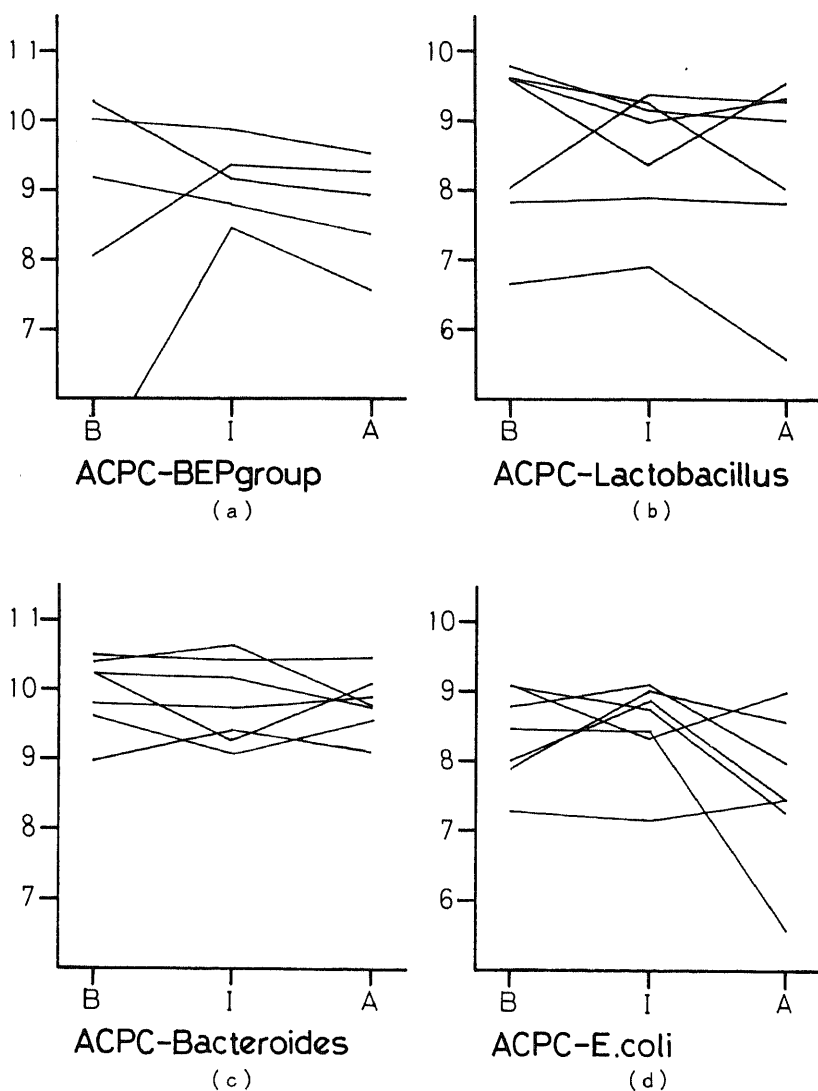 11
10
9
8
7
B I A
ACPC-BEPgroup
(a)
10
9
8
7
6
B I A
ACPC-Lactobacillus
(b)
11
10
9
8
7
B I A
ACPC-Bacteroides
(c)
10
9
8
7
6
B I A
ACPC-E.coli
(d)